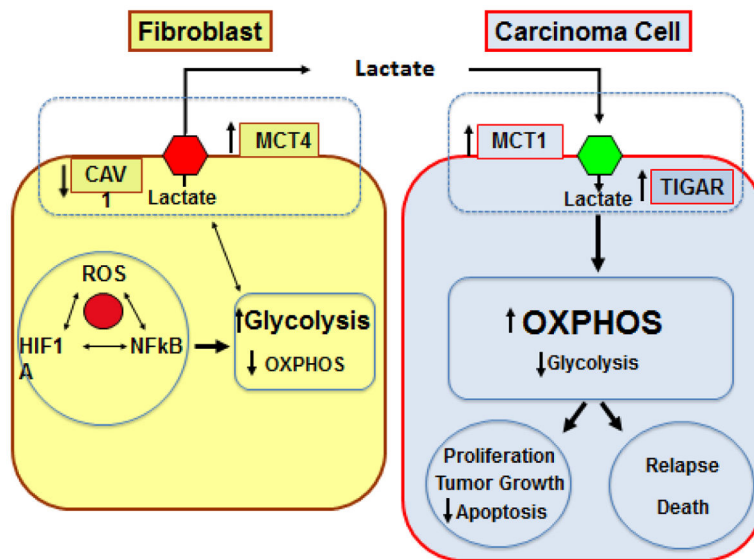 Fibroblast
Carcinoma Cell
Lactate
MCT4
CAV
1
Lactate
ROS
HIF1
A
NFkB
Glycolysis
OXPHOS
MCT1
TIGAR
Lactate
OXPHOS
Glycolysis
Proliferation
Tumor Growth
Apoptosis
Relapse
Death